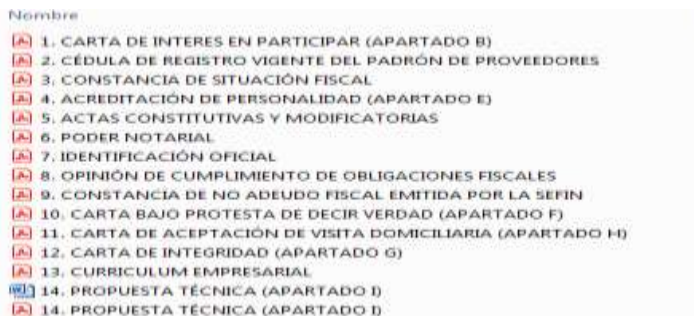 Nombre
1. CARTA DE INTERES EN PARTICIPAR (APARTADO B)
2. CÉDULA DE REGISTRO VIGENTE DEL PADRÓN DE PROVEEDORES
3. CONSTANCIA DE SITUACIÓN FISCAL
4. ACREDITACIÓN DE PERSONALIDAD (APARTADO E)
5. ACTAS CONSTITUTIVAS Y MODIFICATORIAS
6. PODER NOTARIAL
7. IDENTIFICACIÓN OFICIAL
8. OPINIÓN DE CUMPLIMIENTO DE OBLIGACIONES FISCALES
9. CONSTANCIA DE NO ADEUDO FISCAL EMITIDA POR LA SEFIN
10. CARTA BAJO PROTESTA DE DECIR VERDAD (APARTADO F)
11. CARTA DE ACEPTACIÓN DE VISITA DOMICILIARIA (APARTADO H)
12. CARTA DE INTEGRIDAD (APARTADO G)
13. CURRICULUM EMPRESARIAL
14. PROPUESTA TÉCNICA (APARTADO I)
14. PROPUESTA TÉCNICA (APARTADO I)